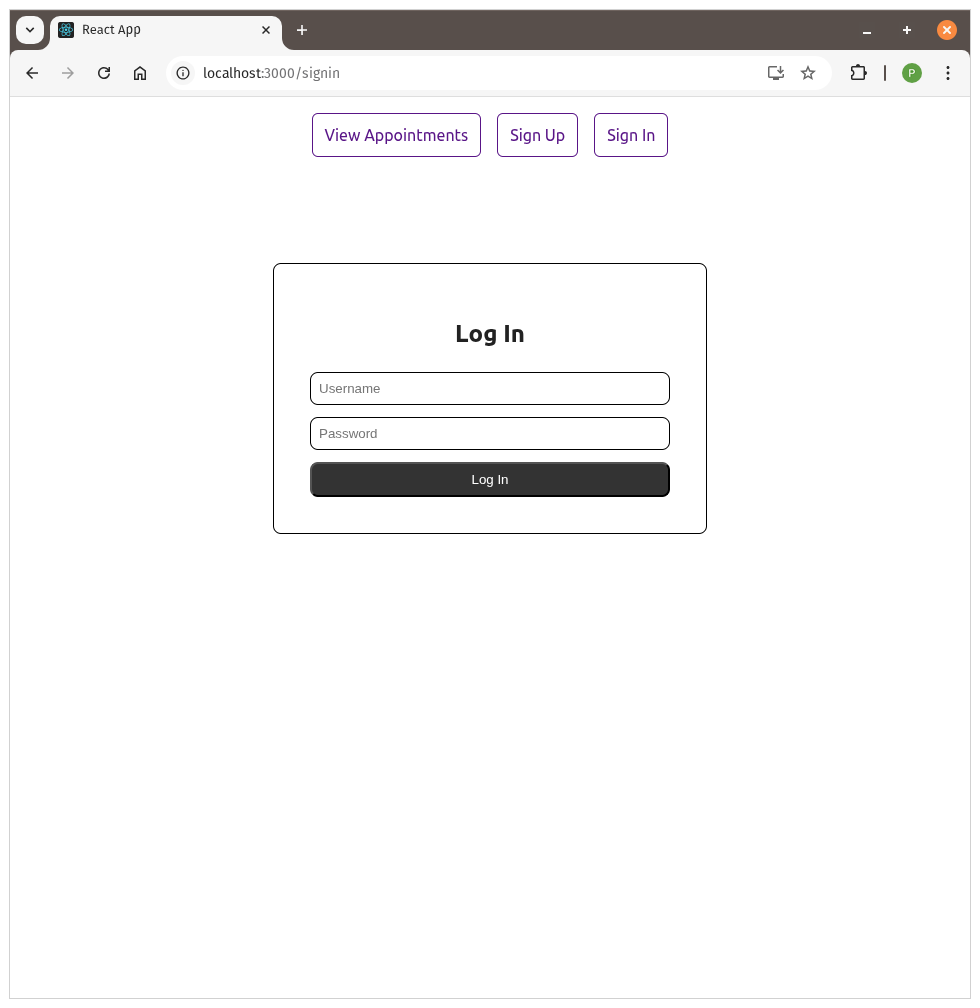 React App
localhost:3000/signin
P
View Appointments Sign Up Sign In
Log In
Username
Password
Log In